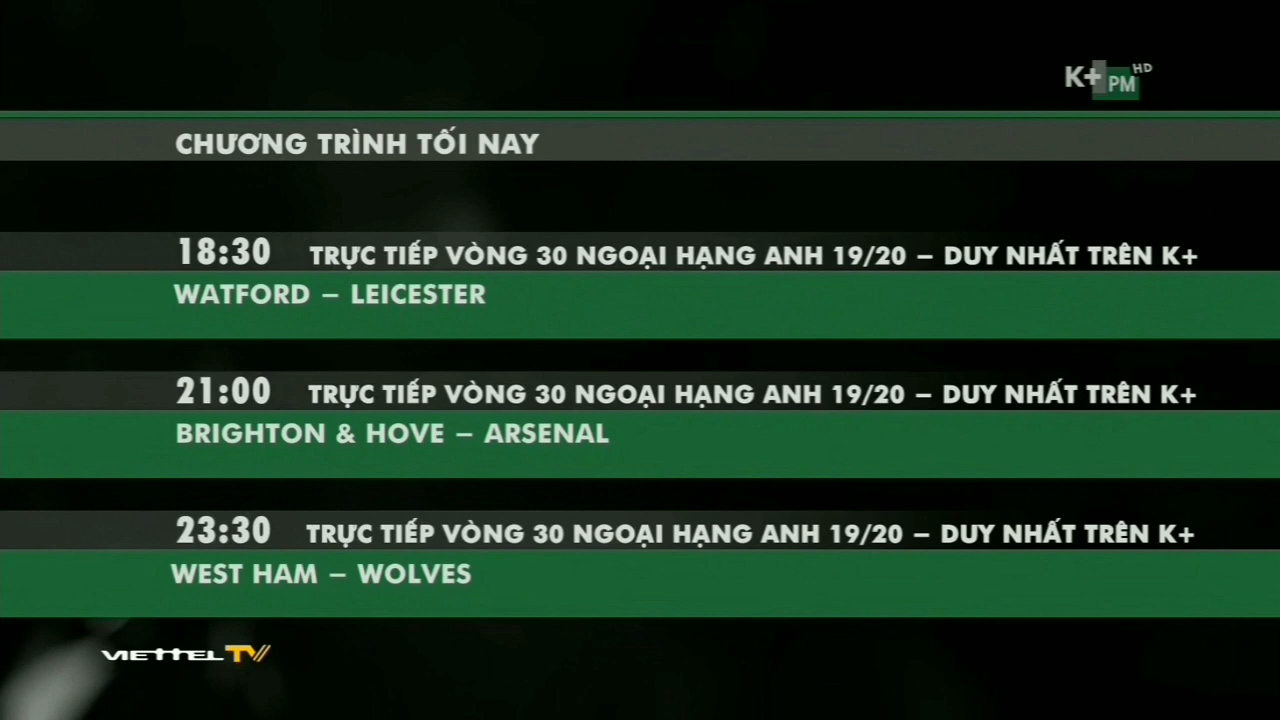 K+ PM HD
CHƯƠNG TRÌNH TỐI NAY
18:30 TRỰC TIẾP VÒNG 30 NGOẠI HẠNG ANH 19/20 – DUY NHẤT TRÊN K+
WATFORD – LEICESTER
21:00 TRỰC TIẾP VÒNG 30 NGOẠI HẠNG ANH 19/20 – DUY NHẤT TRÊN K+
BRIGHTON & HOVE – ARSENAL
23:30 TRỰC TIẾP VÒNG 30 NGOẠI HẠNG ANH 19/20 – DUY NHẤT TRÊN K+
WEST HAM – WOLVES
VIETTEL TV